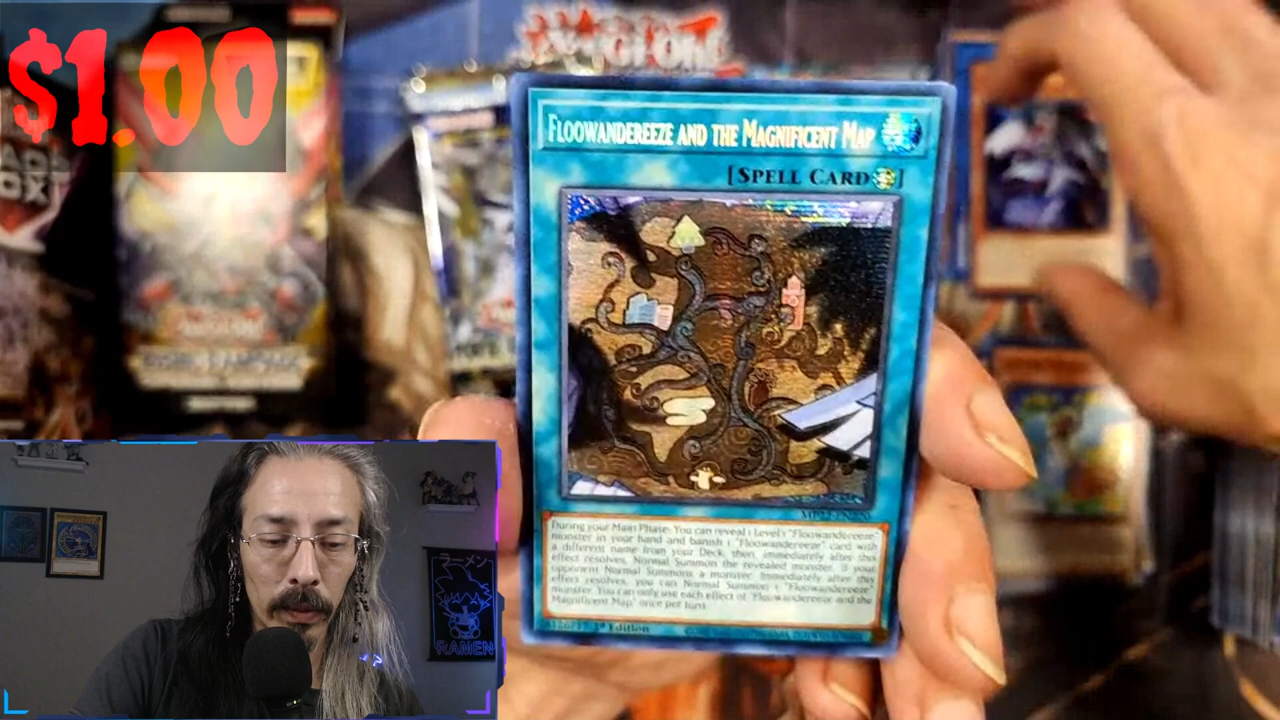 $1.00
FLOOWANDEREEZE AND THE MAGNIFICENT MAP
[SPELL CARD]
During your Main Phase: You can reveal 1 Level 1 "Floowandereeze"
monster in your hand and banish 1 "Floowandereeze" card with
a different name from your Deck, then, immediately after this
effect resolves, Normal Summon the revealed monster. If your
opponent Normal Summons a monster: Immediately after this
effect resolves, you can Normal Summon 1 "Floowandereeze"
monster. You can only use each effect of "Floowandereeze and the
Magnificent Map" once per turn.
1st Edition
ラーメン
RAMEN